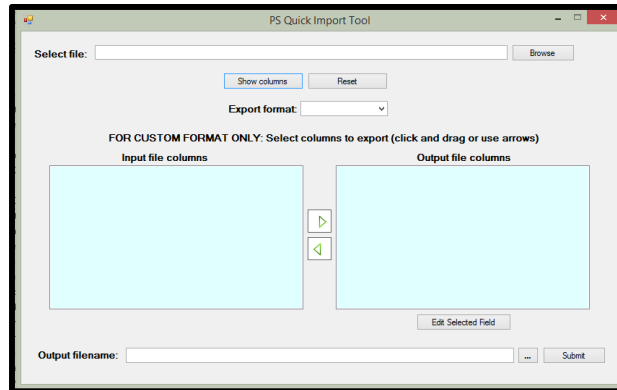 PS Quick Import Tool
Select file: Browse
Show columns Reset
Export format:
FOR CUSTOM FORMAT ONLY: Select columns to export (click and drag or use arrows)
Input file columns Output file columns
Edit Selected Field
Output filename: ... Submit